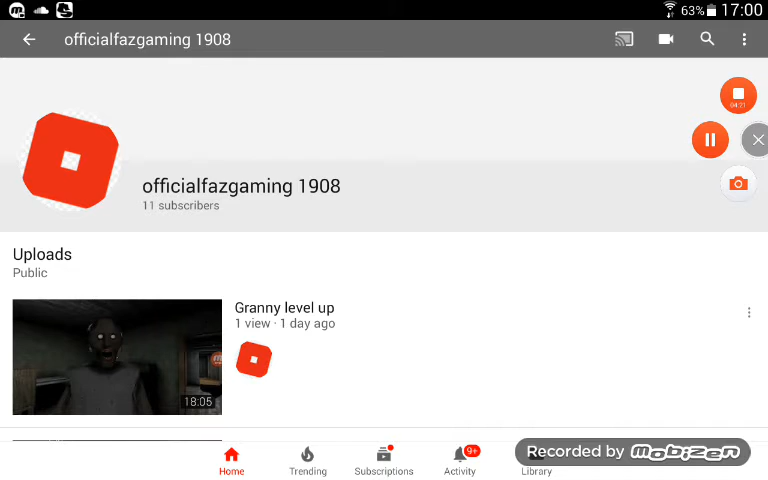 63% 17:00
officialfazgaming 1908
04:21
officialfazgaming 1908
11 subscribers
Uploads
Public
Granny level up
1 view · 1 day ago
18:05
9+
Home Trending Subscriptions Activity Library
Recorded by mobizen